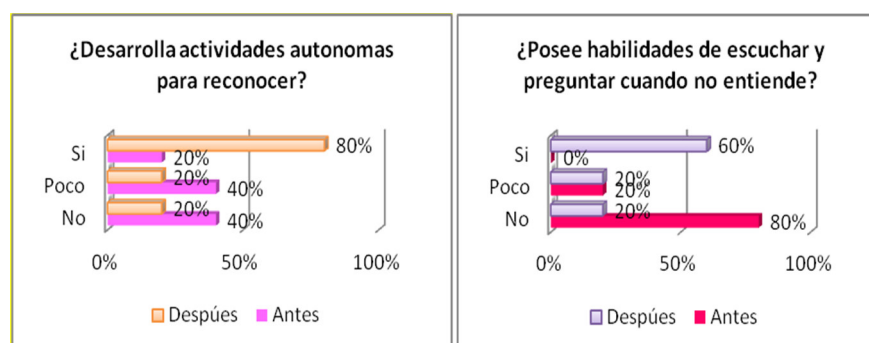 ¿Desarrolla actividades autonomas
para reconocer?
Si
80%
20%
Poco
20%
40%
No
20%
40%
0%
50%
100%
Despúes
Antes
¿Posee habilidades de escuchar y
preguntar cuando no entiende?
Si
60%
0%
Poco
20%
20%
No
20%
80%
0%
50%
100%
Despúes
Antes